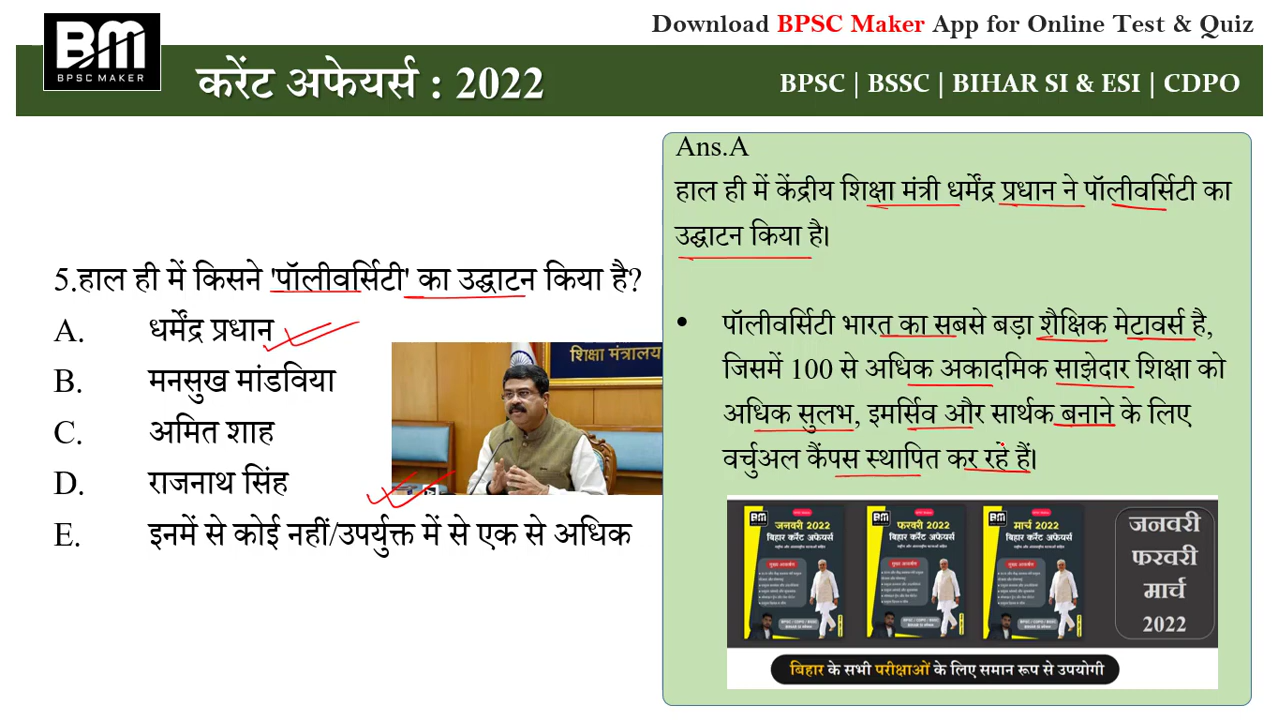 Download BPSC Maker App for Online Test & Quiz
BM
BPSC MAKER
करेंट अफेयर्स : 2022
BPSC | BSSC | BIHAR SI & ESI | CDPO
5.हाल ही में किसने 'पॉलीवर्सिटी' का उद्घाटन किया है?
A. धर्मेंद्र प्रधान
B. मनसुख मांडविया
C. अमित शाह
D. राजनाथ सिंह
E. इनमें से कोई नहीं/उपर्युक्त में से एक से अधिक
शिक्षा मंत्रालय
Ans.A
हाल ही में केंद्रीय शिक्षा मंत्री धर्मेंद्र प्रधान ने पॉलीवर्सिटी का
उद्घाटन किया है।
• पॉलीवर्सिटी भारत का सबसे बड़ा शैक्षिक मेटावर्स है,
जिसमें 100 से अधिक अकादमिक साझेदार शिक्षा को
अधिक सुलभ, इमर्सिव और सार्थक बनाने के लिए
वर्चुअल कैंपस स्थापित कर रहे हैं।
BM
जनवरी 2022
बिहार करेंट अफेयर्स
BM
फरवरी 2022
बिहार करेंट अफेयर्स
BM
मार्च 2022
बिहार करेंट अफेयर्स
जनवरी
फरवरी
मार्च
2022
बिहार के सभी परीक्षाओं के लिए समान रूप से उपयोगी